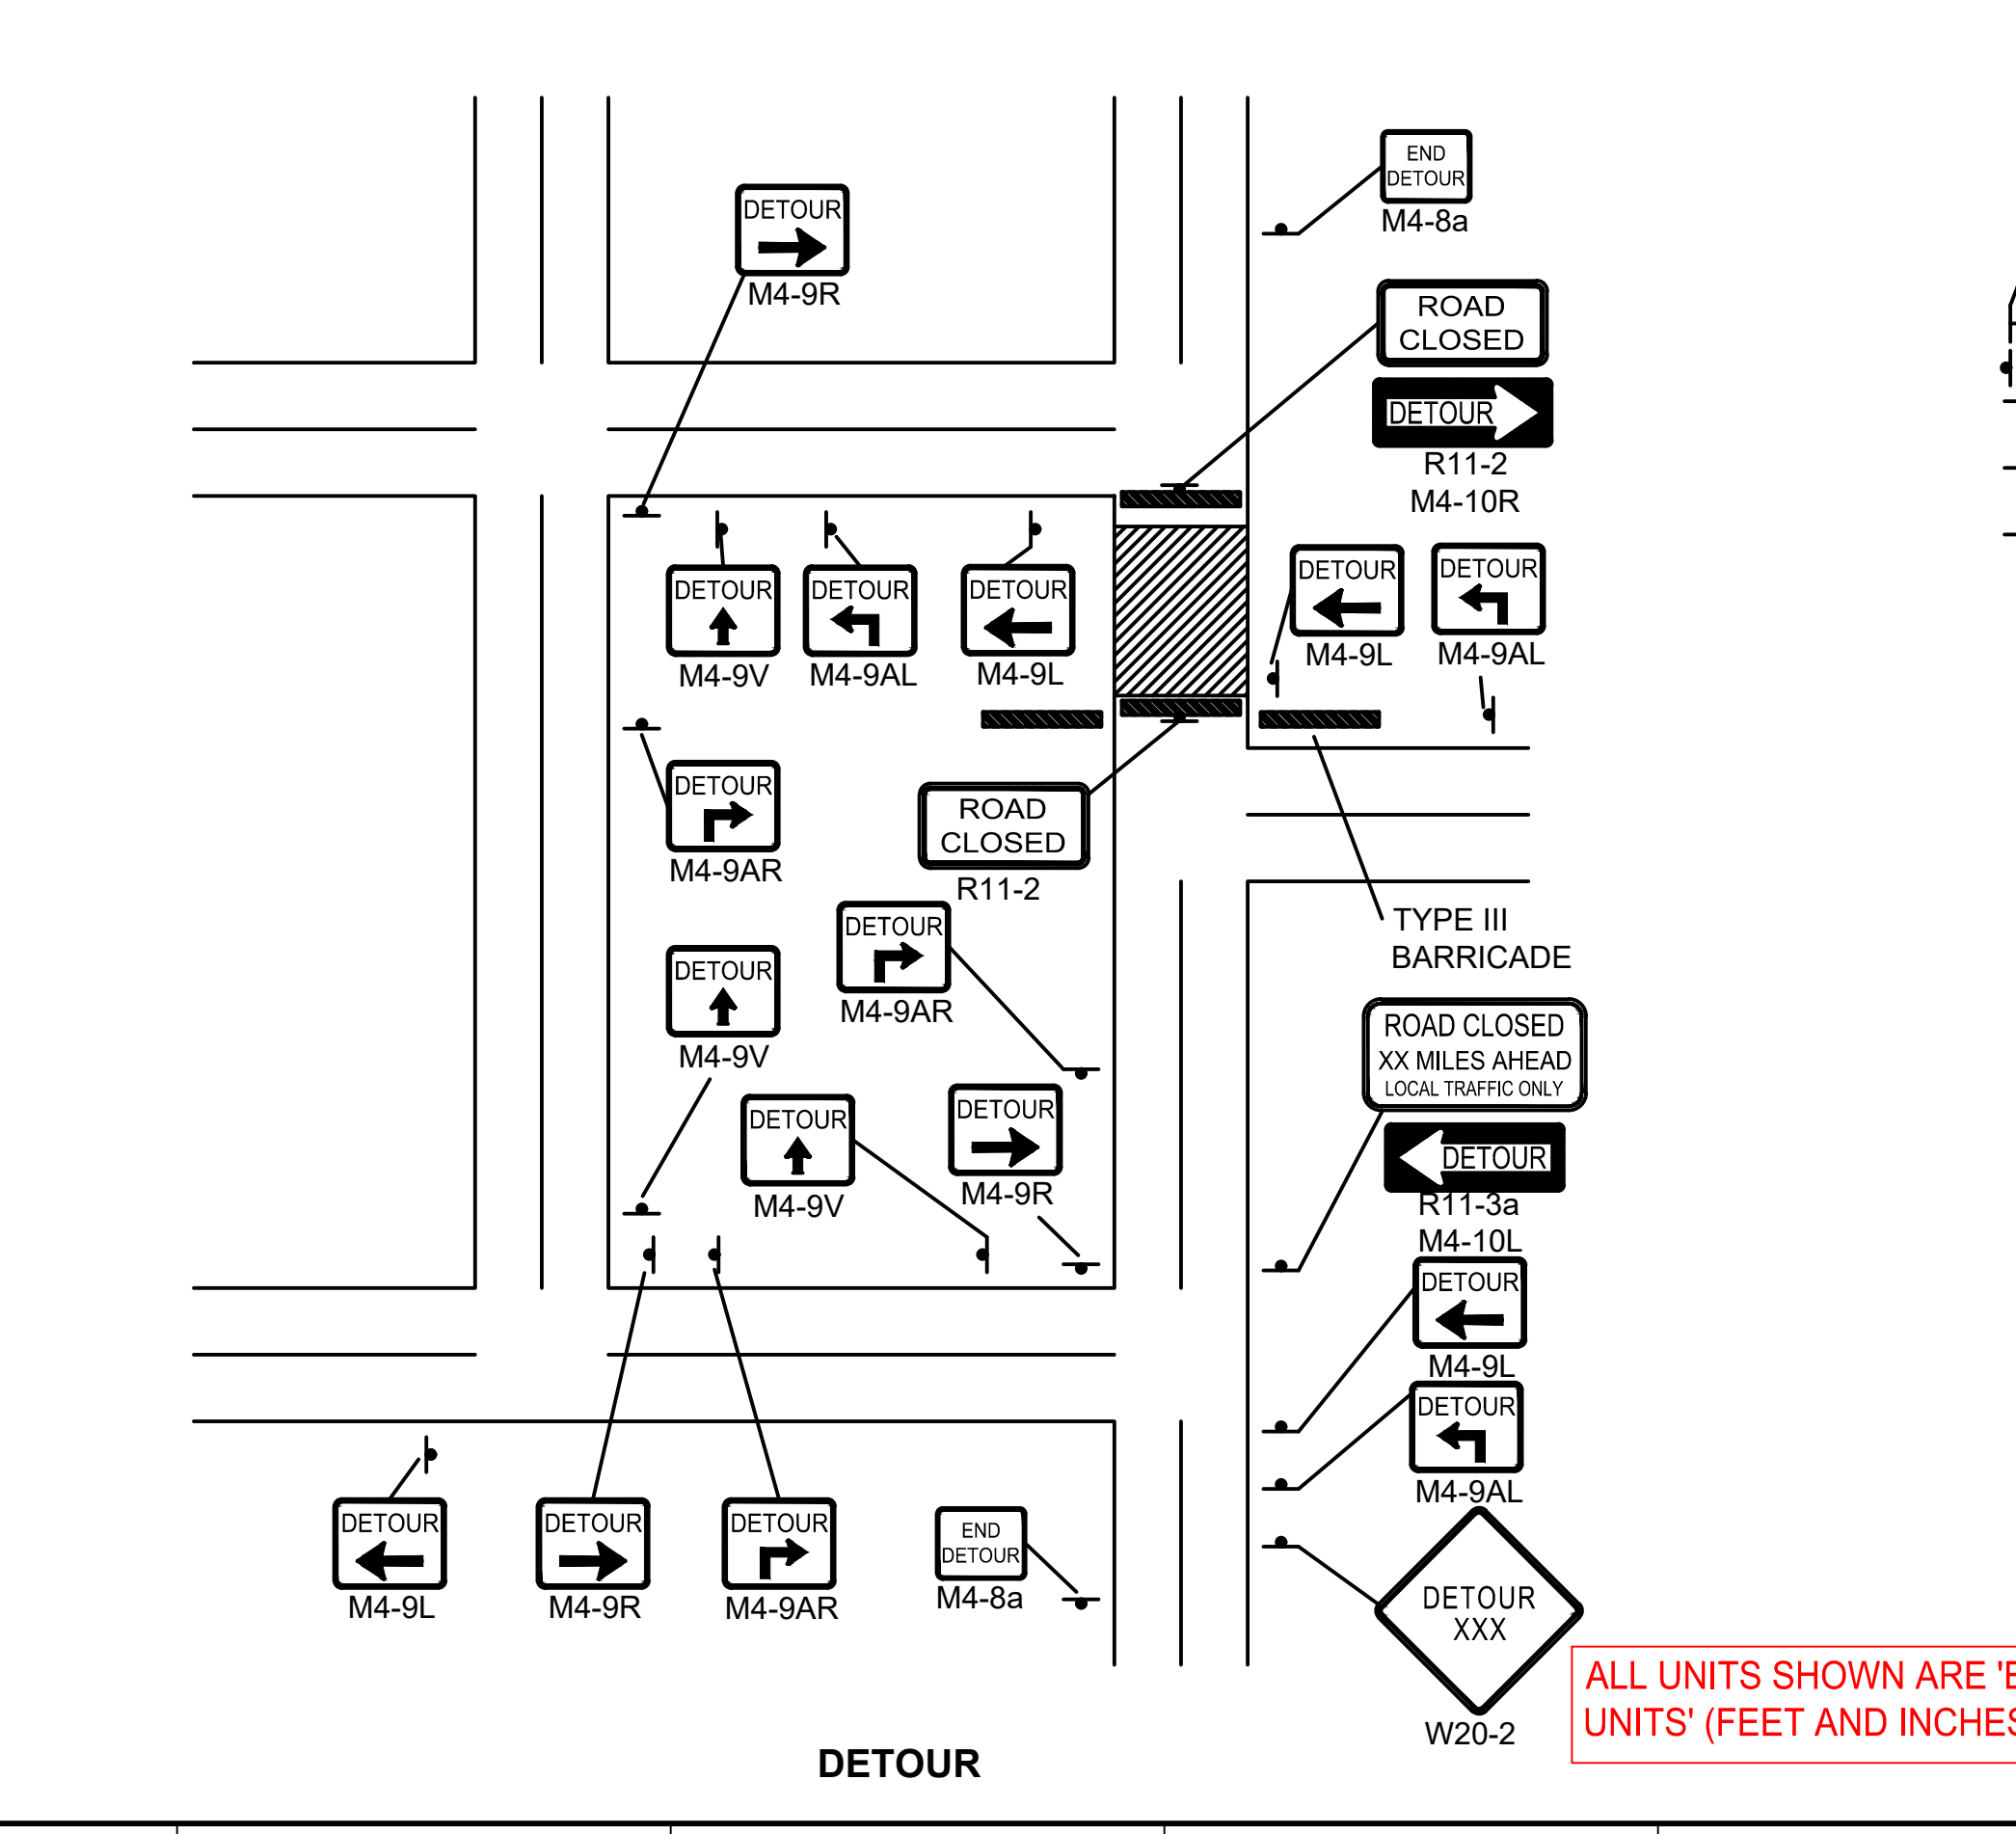 END
DETOUR
M4-8a
DETOUR
M4-9R
ROAD
CLOSED
DETOUR
R11-2
M4-10R
DETOUR
M4-9V
DETOUR
M4-9AL
DETOUR
M4-9L
DETOUR
M4-9L
DETOUR
M4-9AL
DETOUR
M4-9AR
ROAD
CLOSED
R11-2
DETOUR
M4-9AR
TYPE III
BARRICADE
DETOUR
M4-9V
ROAD CLOSED
XX MILES AHEAD
LOCAL TRAFFIC ONLY
DETOUR
R11-3a
M4-10L
DETOUR
M4-9V
DETOUR
M4-9R
DETOUR
M4-9L
DETOUR
M4-9AL
DETOUR
M4-9L
DETOUR
M4-9R
DETOUR
M4-9AR
END
DETOUR
M4-8a
DETOUR
XXX
W20-2
ALL UNITS SHOWN ARE
UNITS' (FEET AND
DETOUR